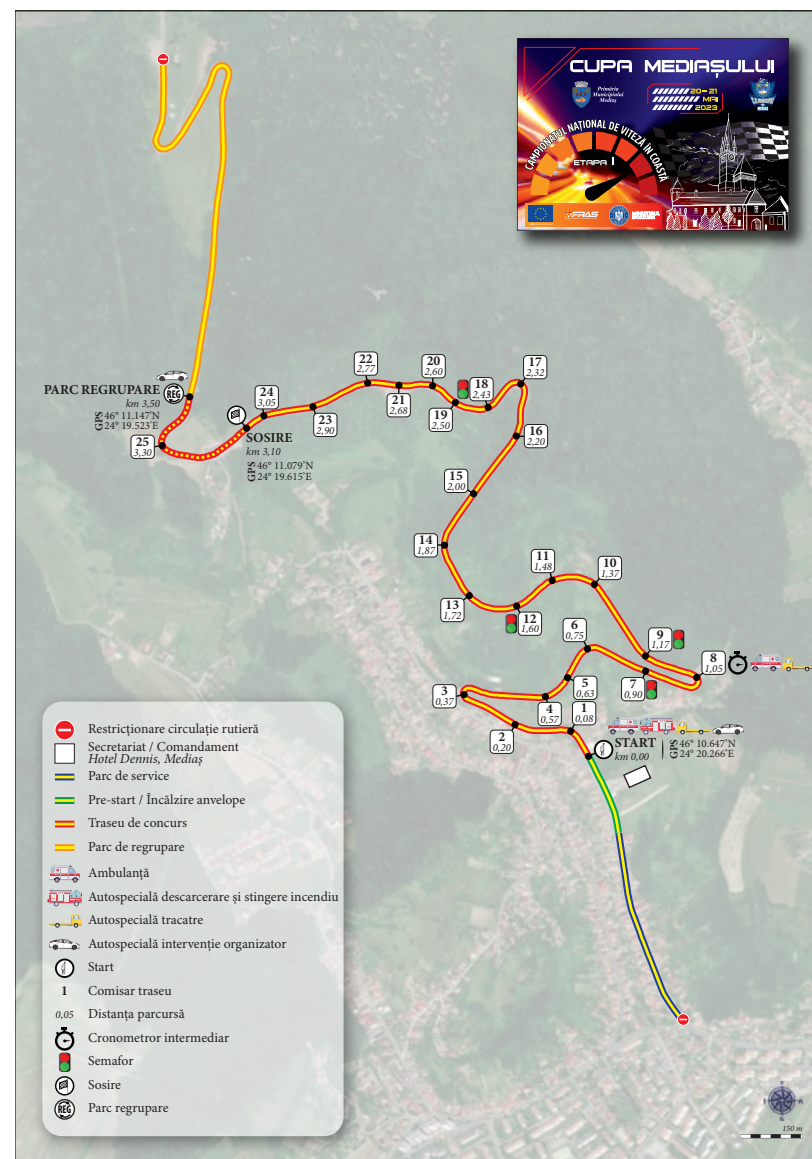 CUPA MEDIAȘULUI
Primăria
Municipiului
Mediaș
20-21
MAI
2023
CAMPIONATUL NAȚIONAL DE VITEZĂ ÎN COASTĂ
ETAPA I
FRAS
PARC REGRUPARE
km 3,50
GPS 46° 11.147'N
24° 19.523'E
REG
25
3,30
24
3,05
SOSIRE
km 3,10
GPS 46° 11.079'N
24° 19.615'E
23
2,90
22
2,77
21
2,68
20
2,60
19
2,50
18
2,43
17
2,32
16
2,20
15
2,00
14
1,87
13
1,72
12
1,60
11
1,48
10
1,37
9
1,17
8
1,05
7
0,90
6
0,75
5
0,63
4
0,57
3
0,37
2
0,20
1
0,08
START
km 0,00
GPS 46° 10.647'N
24° 20.266'E
Restricționare circulație rutieră
Secretariat / Comandament
Hotel Dennis, Mediaș
Parc de service
Pre-start / Încălzire anvelope
Traseu de concurs
Parc de regrupare
Ambulanță
Autospecială descarcerare și stingere incendiu
Autospecială tracatre
Autospecială intervenție organizator
Start
1 Comisar traseu
0,05 Distanța parcursă
Cronometror intermediar
Semafor
Sosire
REG Parc regrupare
150 m